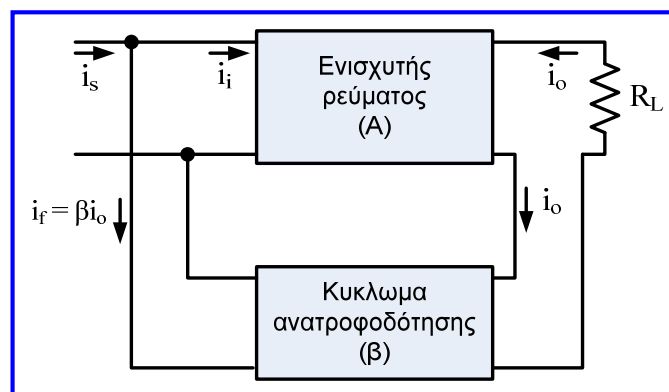 i_s
i_i
Ενισχυτής
ρεύματος
(A)
i_o
R_L
i_f = βi_o
i_o
Κυκλωμα
ανατροφοδότησης
(β)